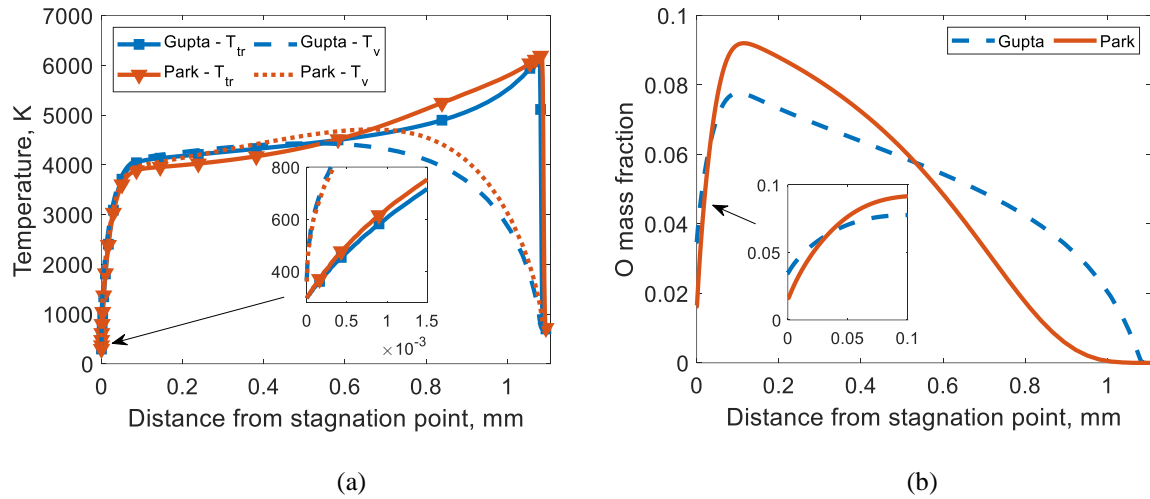 7000
6000
5000
4000
3000
2000
1000
0
Temperature, K
Gupta - T_tr
Gupta - T_v
Park - T_tr
Park - T_v
800
600
400
0 0.5 1 1.5
×10^-3
0 0.2 0.4 0.6 0.8 1
Distance from stagnation point, mm
(a)
0.1
0.08
0.06
0.04
0.02
0
O mass fraction
Gupta Park
0.1
0.05
0
0 0.05 0.1
0 0.2 0.4 0.6 0.8 1
Distance from stagnation point, mm
(b)